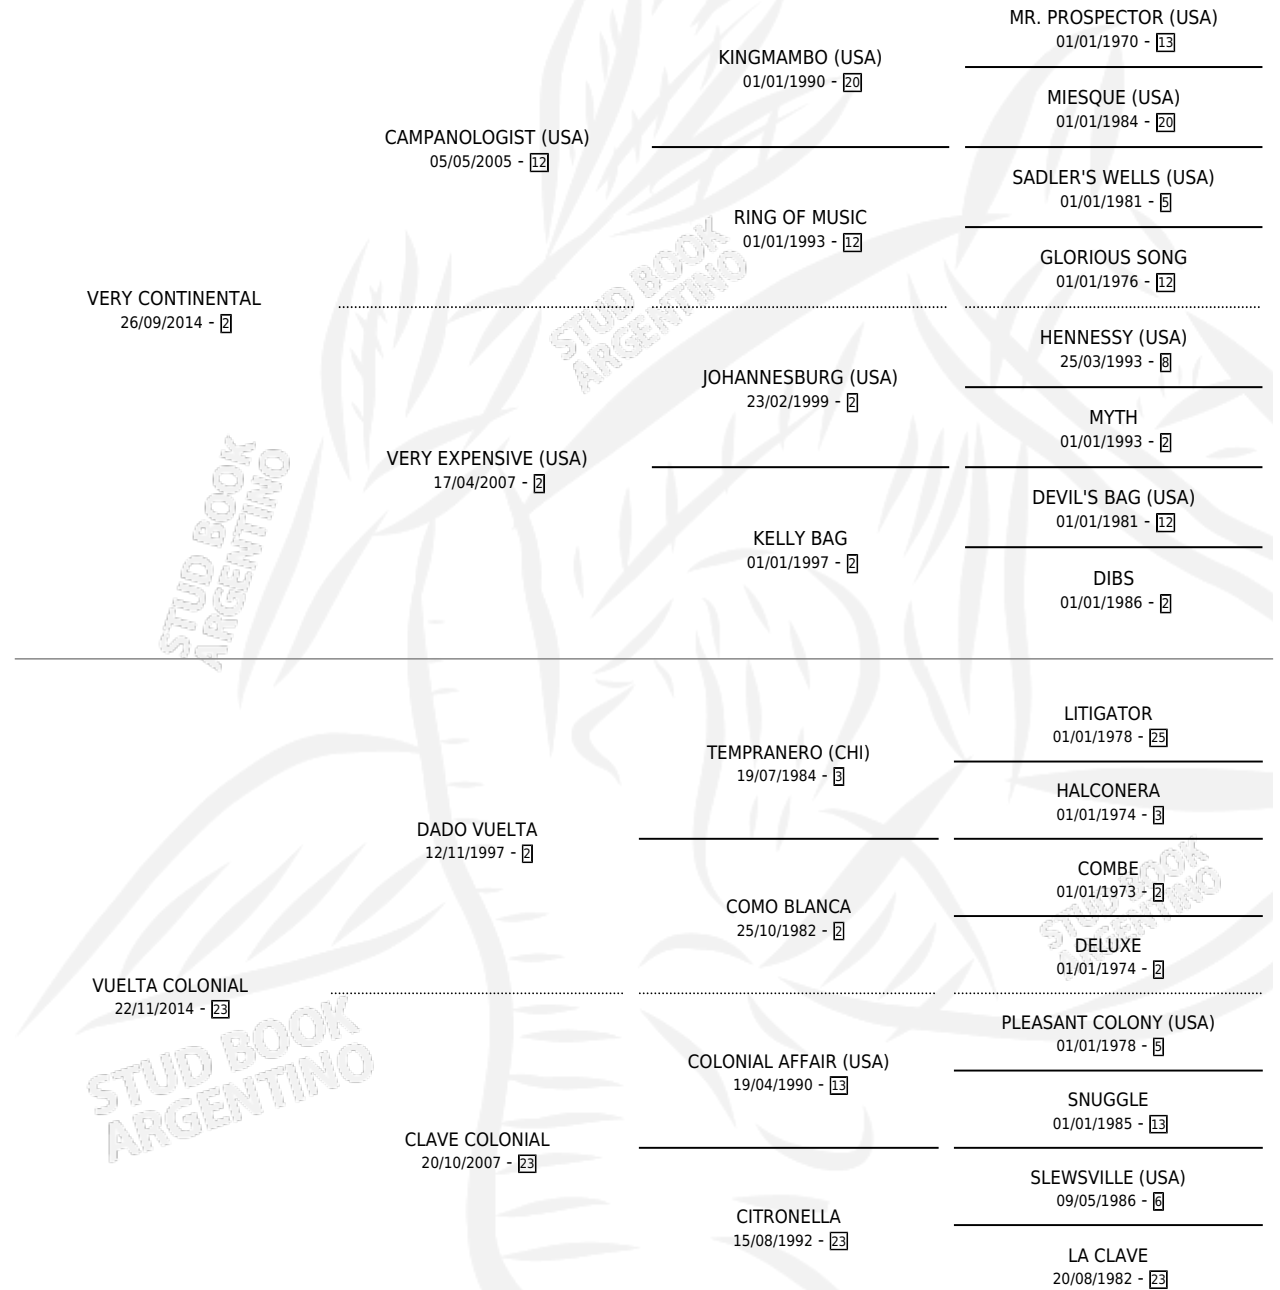 MR. PROSPECTOR (USA)
01/01/1970 - 13
KINGMAMBO (USA)
01/01/1990 - 20
MIESQUE (USA)
01/01/1984 - 20
CAMPANOLOGIST (USA)
05/05/2005 - 12
SADLER'S WELLS (USA)
01/01/1981 - 5
RING OF MUSIC
01/01/1993 - 12
GLORIOUS SONG
01/01/1976 - 12
VERY CONTINENTAL
26/09/2014 - 2
STUD BOOK
ARGENTINO
HENNESSY (USA)
25/03/1993 - 8
JOHANNESBURG (USA)
23/02/1999 - 2
MYTH
01/01/1993 - 2
VERY EXPENSIVE (USA)
17/04/2007 - 2
DEVIL'S BAG (USA)
01/01/1981 - 12
KELLY BAG
01/01/1997 - 2
DIBS
01/01/1986 - 2
STUD BOOK
ARGENTINO
LITIGATOR
01/01/1978 - 25
TEMPRANERO (CHI)
19/07/1984 - 3
HALCONERA
01/01/1974 - 3
DADO VUELTA
12/11/1997 - 2
COMBE
01/01/1973 - 2
COMO BLANCA
25/10/1982 - 2
DELUXE
01/01/1974 - 2
STUD BOOK
ARGENTINO
VUELTA COLONIAL
22/11/2014 - 23
PLEASANT COLONY (USA)
01/01/1978 - 5
COLONIAL AFFAIR (USA)
19/04/1990 - 13
SNUGGLE
01/01/1985 - 13
STUD BOOK
ARGENTINO
CLAVE COLONIAL
20/10/2007 - 23
SLEWSVILLE (USA)
09/05/1986 - 6
CITRONELLA
15/08/1992 - 23
LA CLAVE
20/08/1982 - 23